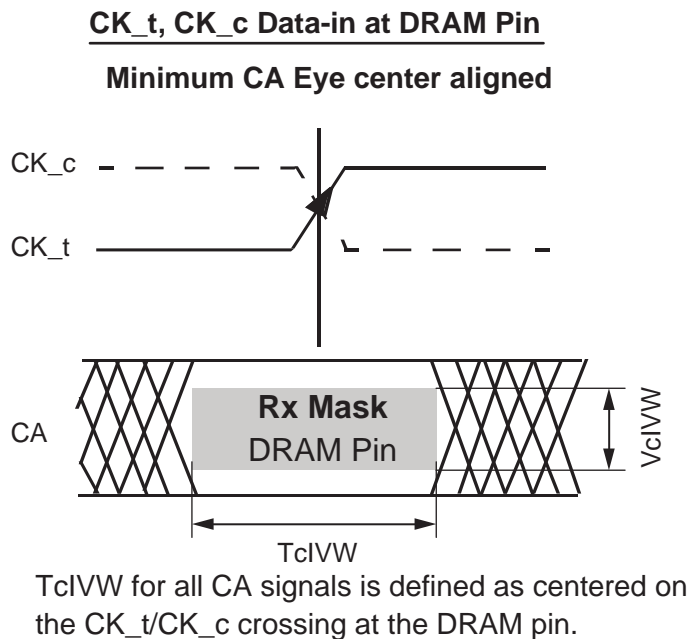 CK_t, CK_c Data-in at DRAM Pin
Minimum CA Eye center aligned
CK_c
CK_t
CA
Rx Mask
DRAM Pin
VcIVW
TcIVW
TcIVW for all CA signals is defined as centered on
the CK_t/CK_c crossing at the DRAM pin.